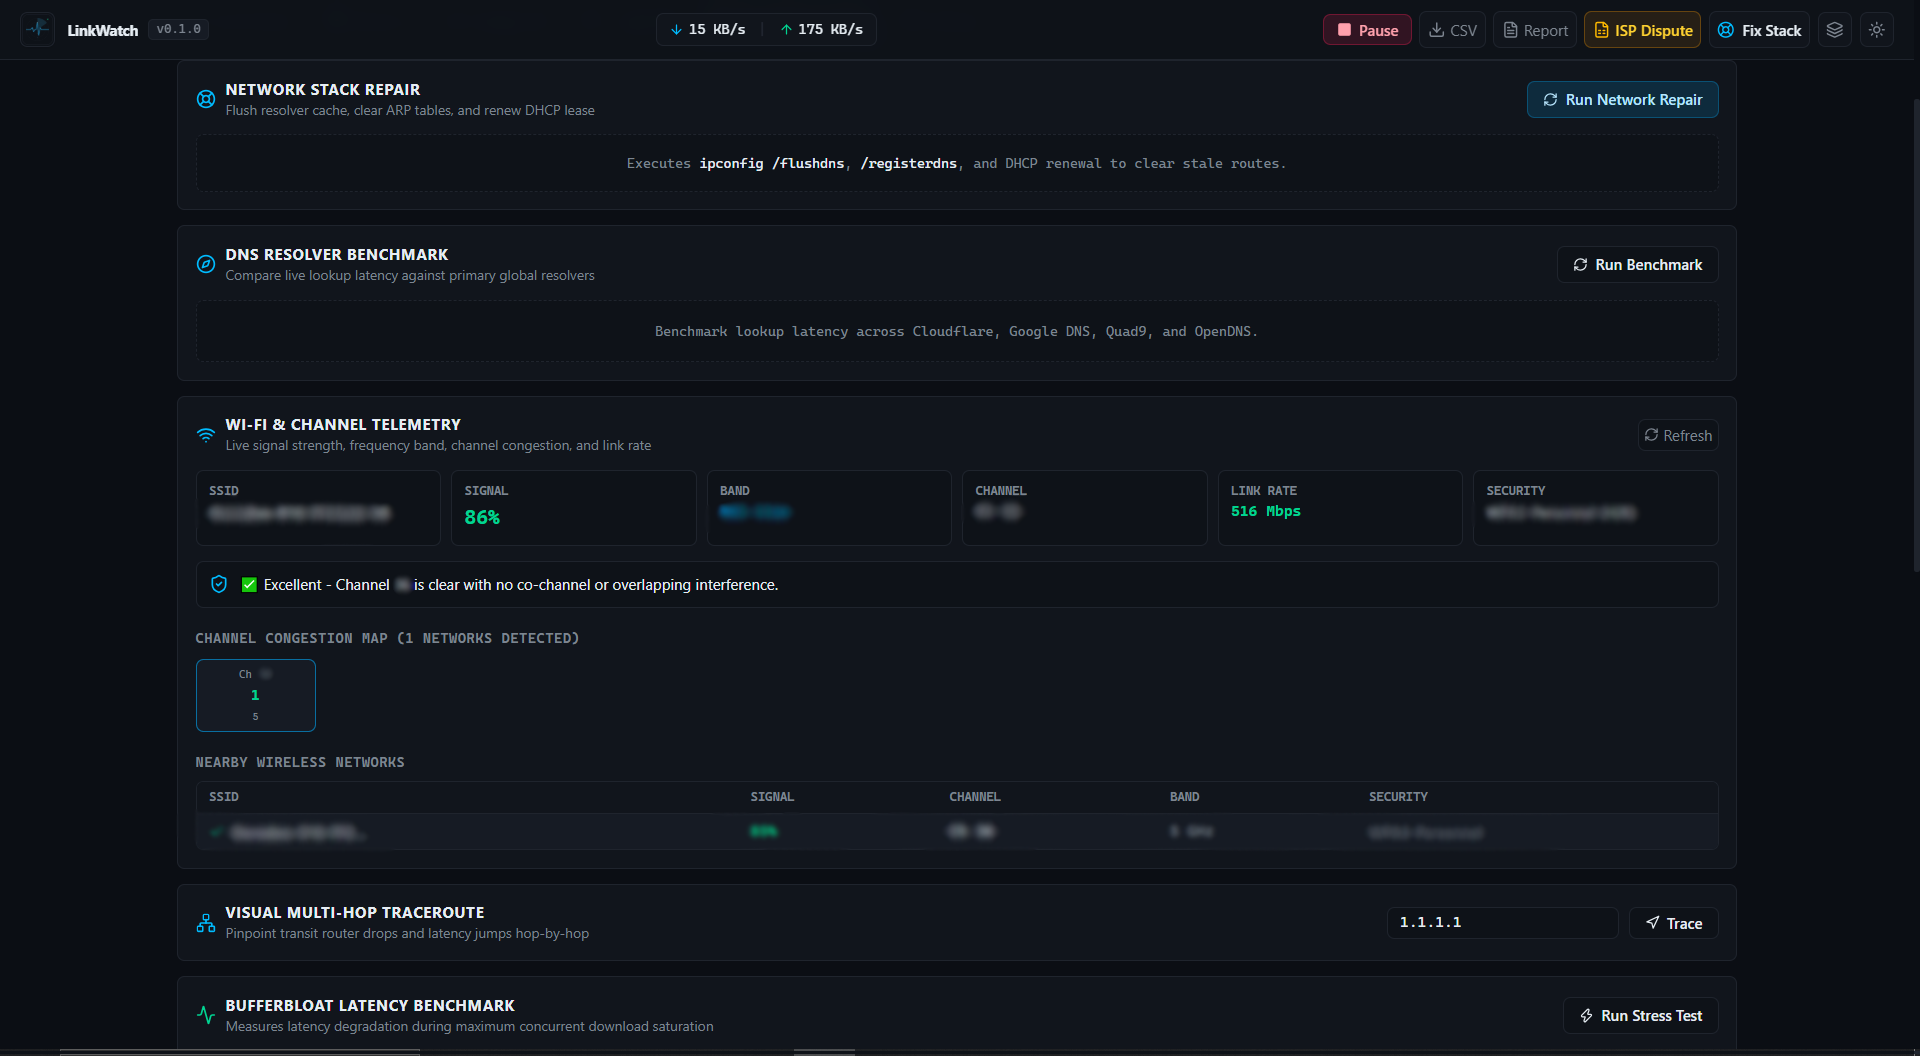 LinkWatch v0.1.0
15 KB/s 175 KB/s
Pause CSV Report ISP Dispute Fix Stack
NETWORK STACK REPAIR
Flush resolver cache, clear ARP tables, and renew DHCP lease
Run Network Repair
Executes ipconfig /flushdns, /registerdns, and DHCP renewal to clear stale routes.
DNS RESOLVER BENCHMARK
Compare live lookup latency against primary global resolvers
Run Benchmark
Benchmark lookup latency across Cloudflare, Google DNS, Quad9, and OpenDNS.
WI-FI & CHANNEL TELEMETRY
Live signal strength, frequency band, channel congestion, and link rate
Refresh
SSID
SIGNAL
86%
BAND
CHANNEL
LINK RATE
516 Mbps
SECURITY
Excellent - Channel is clear with no co-channel or overlapping interference.
CHANNEL CONGESTION MAP (1 NETWORKS DETECTED)
Ch
1
5
NEARBY WIRELESS NETWORKS
SSID SIGNAL CHANNEL BAND SECURITY
VISUAL MULTI-HOP TRACEROUTE
Pinpoint transit router drops and latency jumps hop-by-hop
1.1.1.1
Trace
BUFFERBLOAT LATENCY BENCHMARK
Measures latency degradation during maximum concurrent download saturation
Run Stress Test